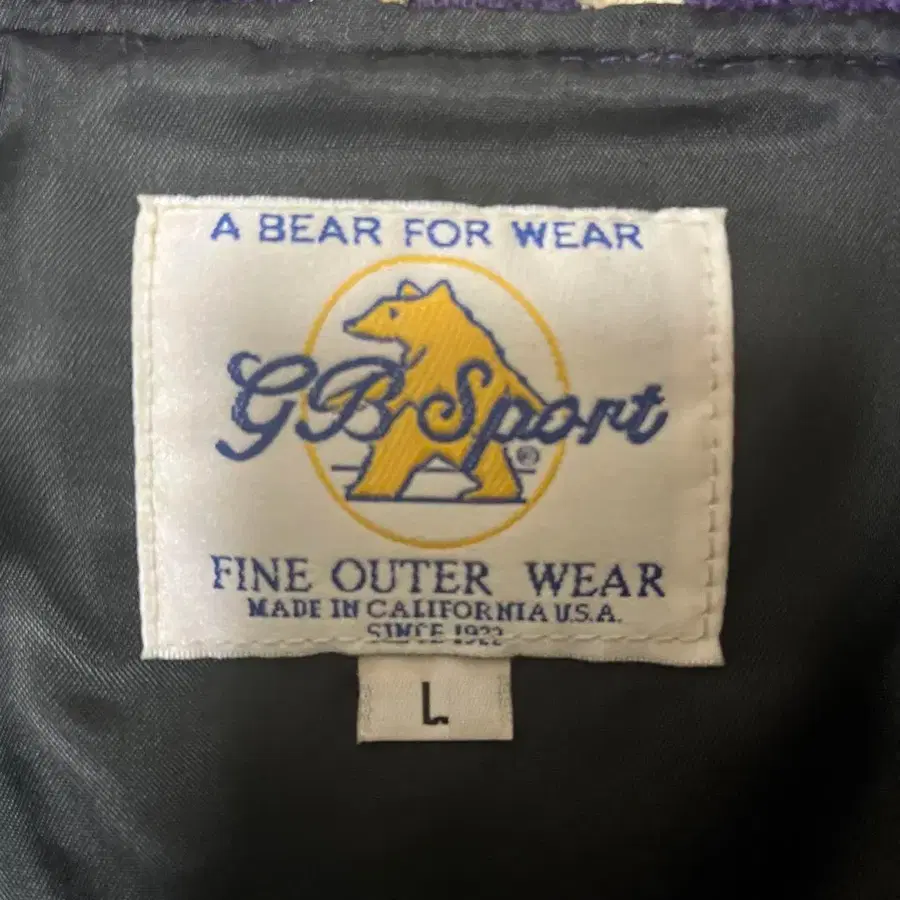 A BEAR FOR WEAR
GB Sport ®
FINE OUTER WEAR
MADE IN CALIFORNIA U.S.A.
SINCE 1922
L